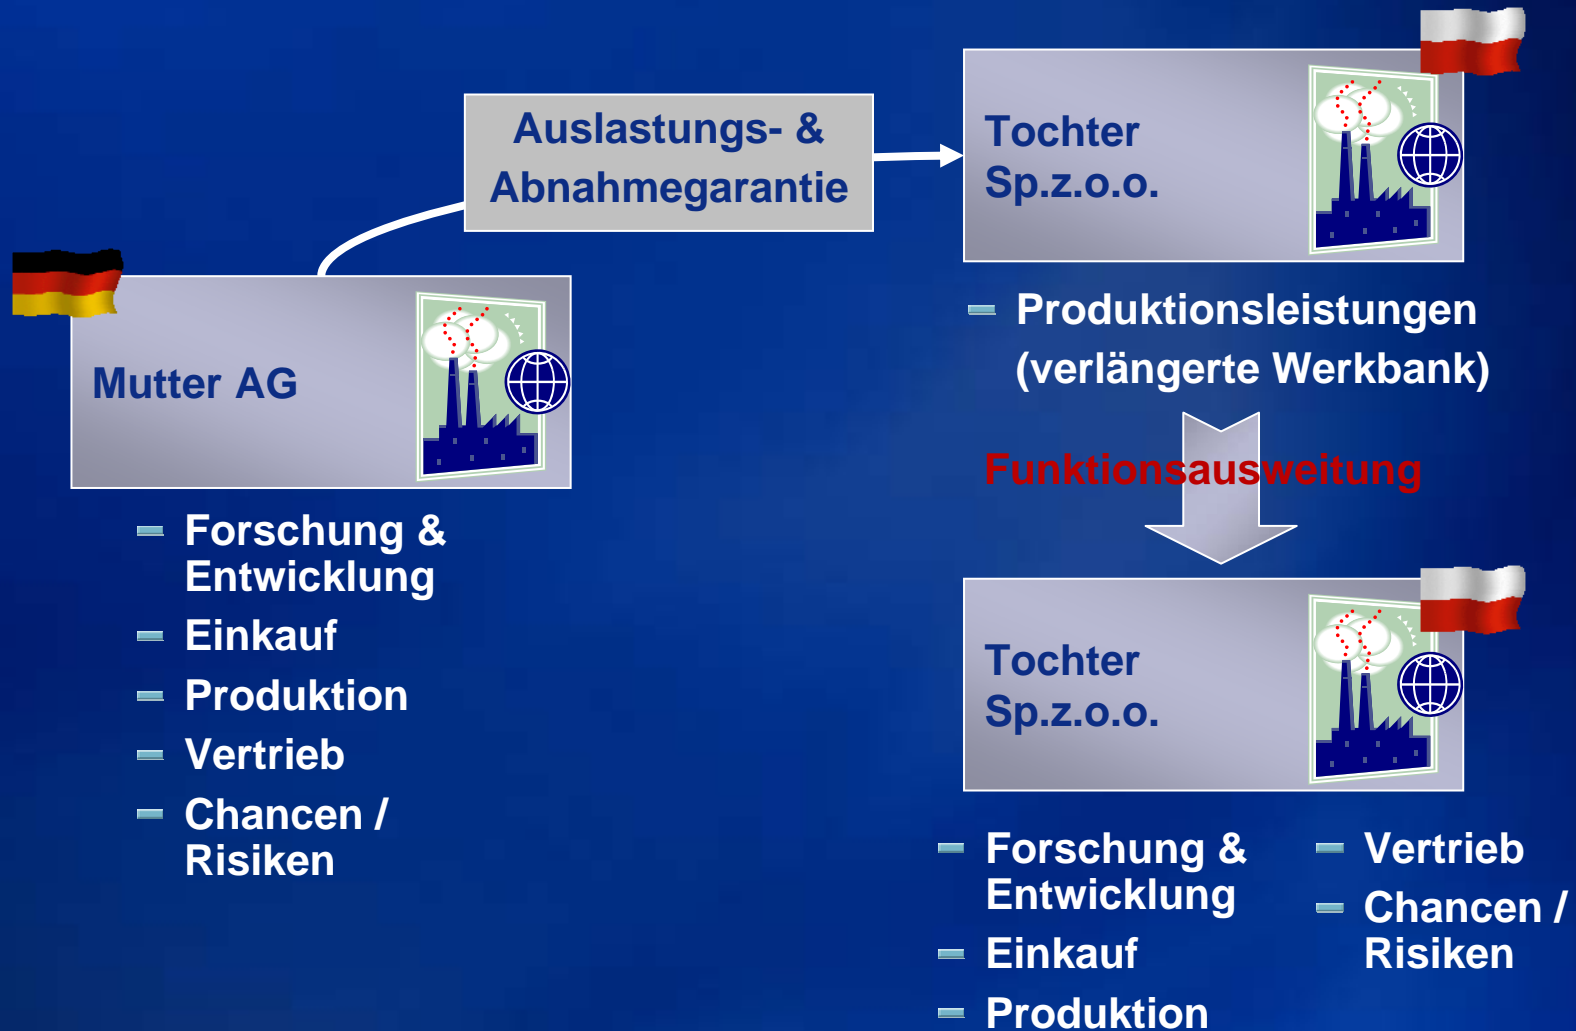 Auslastungs- &
Abnahmegarantie
Tochter
Sp.z.o.o.
Mutter AG
Produktionsleistungen
(verlängerte Werkbank)
Funktionsausweitung
Forschung &
Entwicklung
Einkauf
Produktion
Vertrieb
Chancen /
Risiken
Tochter
Sp.z.o.o.
Forschung &
Entwicklung
Einkauf
Produktion
Vertrieb
Chancen /
Risiken